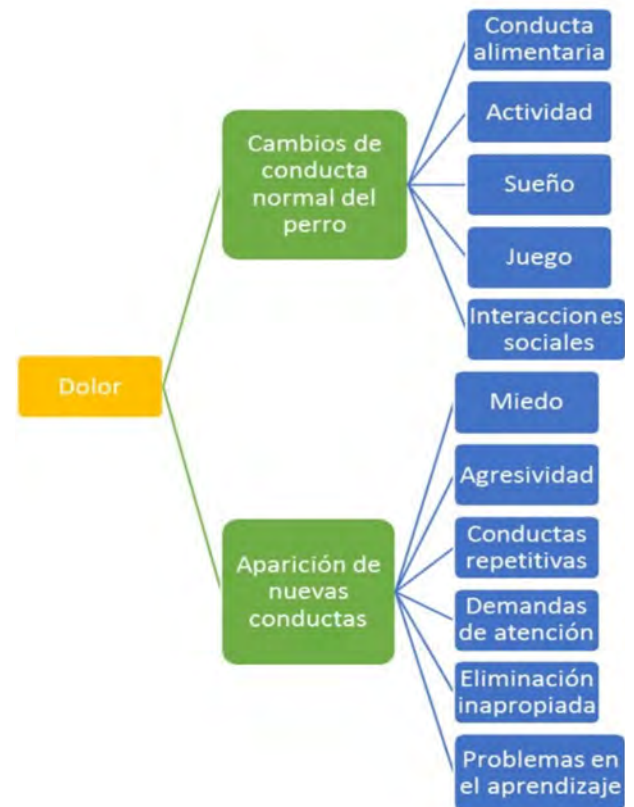 Dolor
Cambios de
conducta
normal del
perro
Conducta
alimentaria
Actividad
Sueño
Juego
Interacciones
sociales
Aparición de
nuevas
conductas
Miedo
Agresividad
Conductas
repetitivas
Demandas
de atención
Eliminación
inapropiada
Problemas en
el aprendizaje